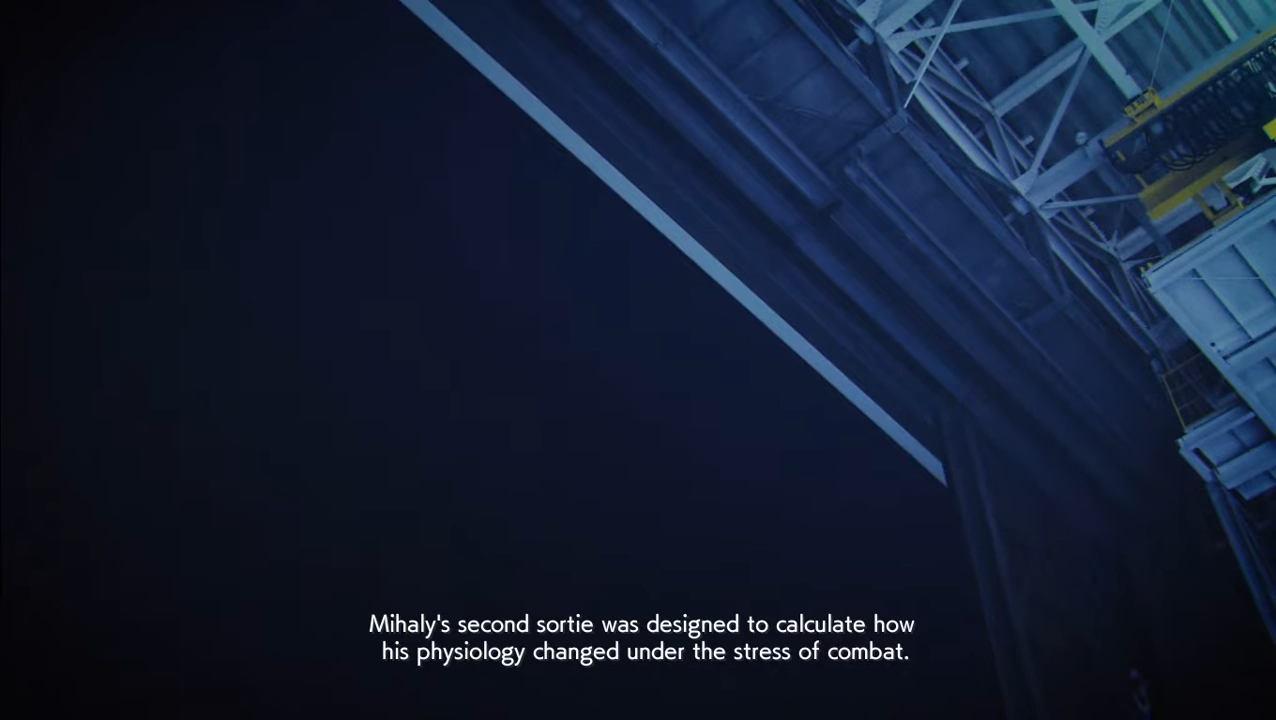 Mihaly's second sortie was designed to calculate how
his physiology changed under the stress of combat.